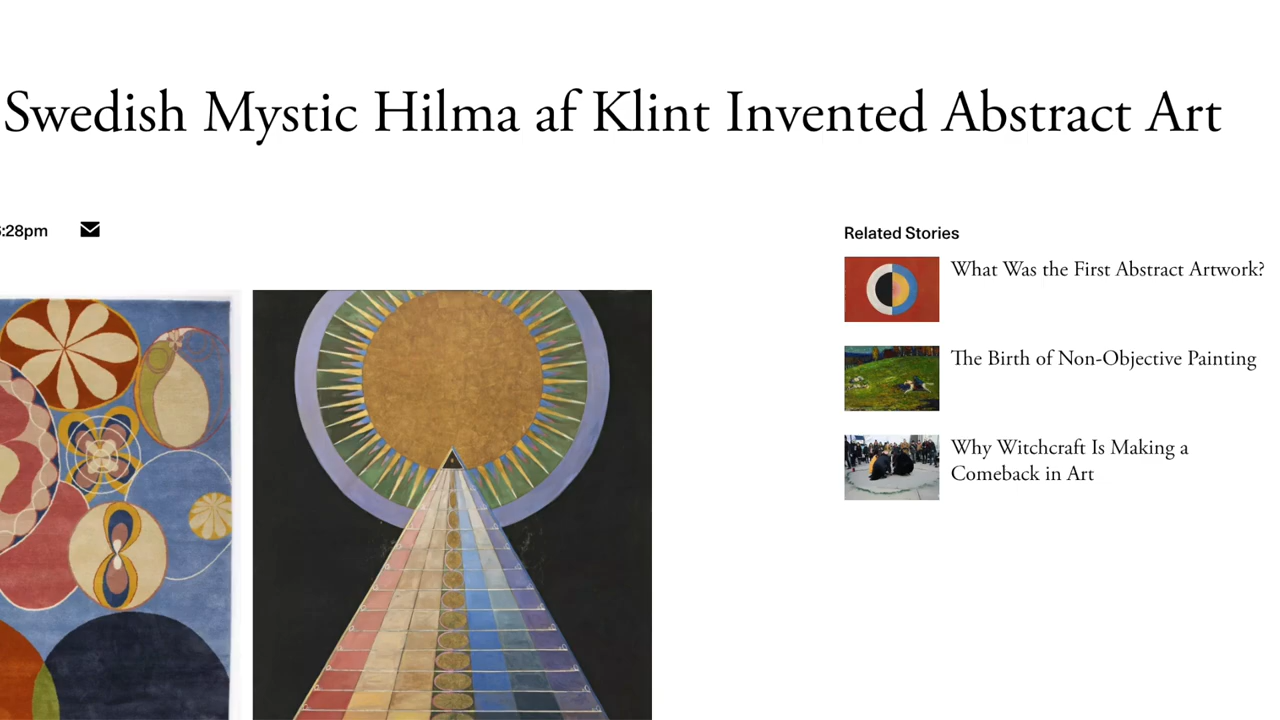 Swedish Mystic Hilma af Klint Invented Abstract Art
:28pm
Related Stories
What Was the First Abstract Artwork?
The Birth of Non-Objective Painting
Why Witchcraft Is Making a
Comeback in Art